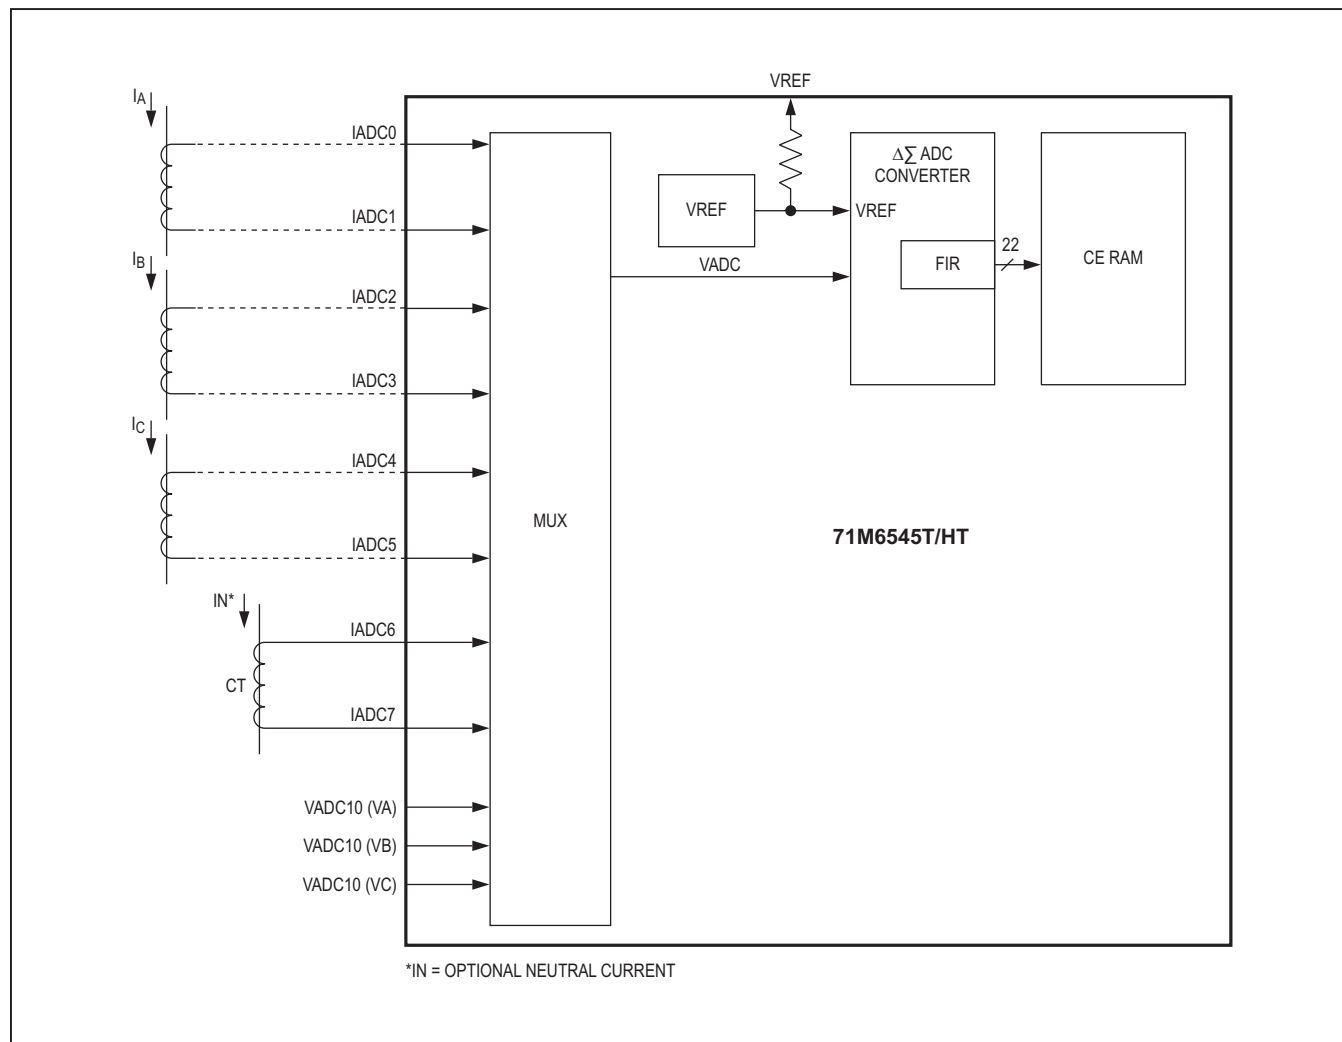 VREF
IA
IADC0
ΔΣ ADC
CONVERTER
VREF
VREF
IADC1
22
IB
VADC
FIR
CE RAM
IADC2
IADC3
IC
IADC4
MUX
71M6545T/HT
IADC5
IN*
IADC6
CT
IADC7
VADC10 (VA)
VADC10 (VB)
VADC10 (VC)
*IN = OPTIONAL NEUTRAL CURRENT